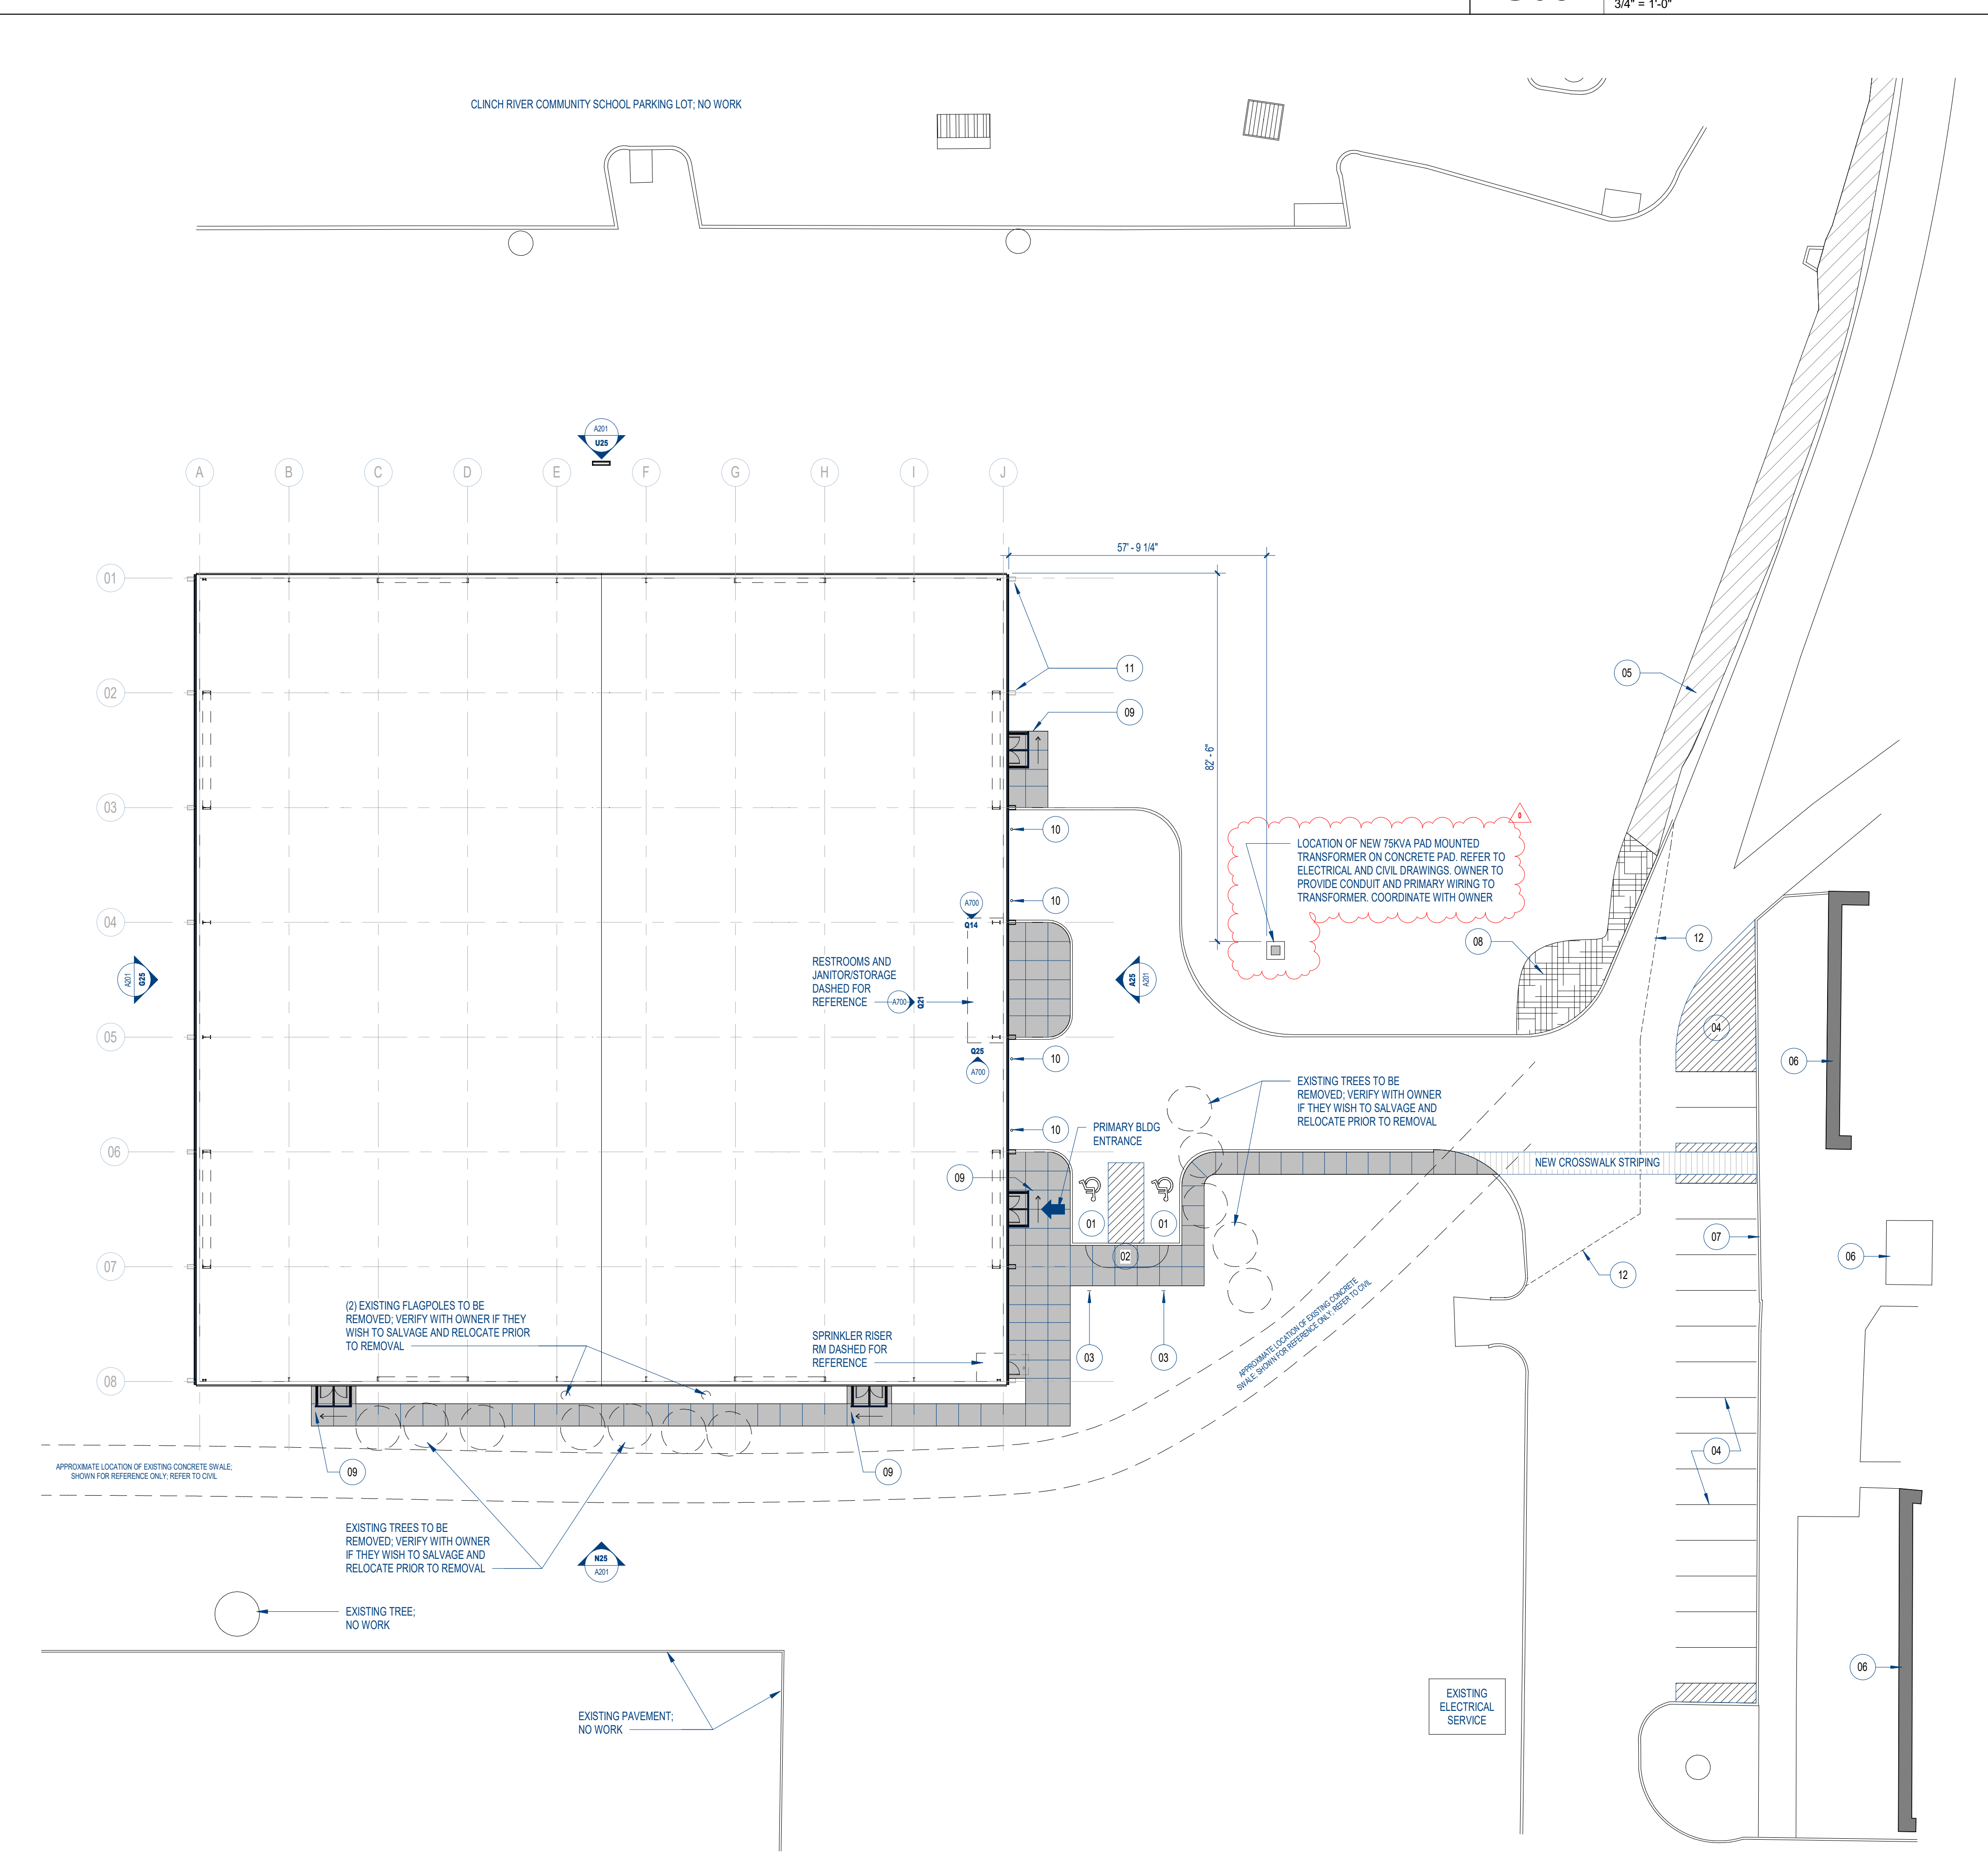 3/4" = 1'-0"
CLINCH RIVER COMMUNITY SCHOOL PARKING LOT; NO WORK
A201
U25
A
B
C
D
E
F
G
H
I
J
57' - 9 1/4"
01
11
02
05
09
82' - 6"
03
0
10
LOCATION OF NEW 75KVA PAD MOUNTED
TRANSFORMER ON CONCRETE PAD. REFER TO
ELECTRICAL AND CIVIL DRAWINGS. OWNER TO
PROVIDE CONDUIT AND PRIMARY WIRING TO
TRANSFORMER. COORDINATE WITH OWNER
10
A700
Q14
04
08
12
RESTROOMS AND
JANITOR/STORAGE
DASHED FOR
REFERENCE
A700
Q21
A201
G25
A25
A201
04
05
Q25
A700
10
06
EXISTING TREES TO BE
REMOVED; VERIFY WITH OWNER
IF THEY WISH TO SALVAGE AND
RELOCATE PRIOR TO REMOVAL
10
PRIMARY BLDG
ENTRANCE
06
NEW CROSSWALK STRIPING
09
01
01
07
02
06
07
12
APPROXIMATE LOCATION OF EXISTING CONCRETE
SWALE; SHOWN FOR REFERENCE ONLY; REFER TO CIVIL
(2) EXISTING FLAGPOLES TO BE
REMOVED; VERIFY WITH OWNER IF THEY
WISH TO SALVAGE AND RELOCATE PRIOR
TO REMOVAL
SPRINKLER RISER
RM DASHED FOR
REFERENCE
03
03
08
04
APPROXIMATE LOCATION OF EXISTING CONCRETE SWALE;
SHOWN FOR REFERENCE ONLY; REFER TO CIVIL
09
09
EXISTING TREES TO BE
REMOVED; VERIFY WITH OWNER
IF THEY WISH TO SALVAGE AND
RELOCATE PRIOR TO REMOVAL
N25
A201
EXISTING TREE;
NO WORK
06
EXISTING PAVEMENT;
NO WORK
EXISTING
ELECTRICAL
SERVICE